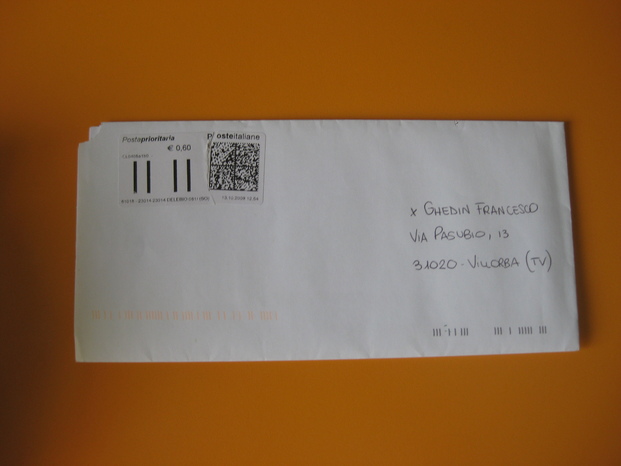 Postaprioritaria
Posteitaliane
€ 0,60
x GHEDIN FRANCESCO
VIA PASUBIO, 13
31020 - VILLORBA (TV)